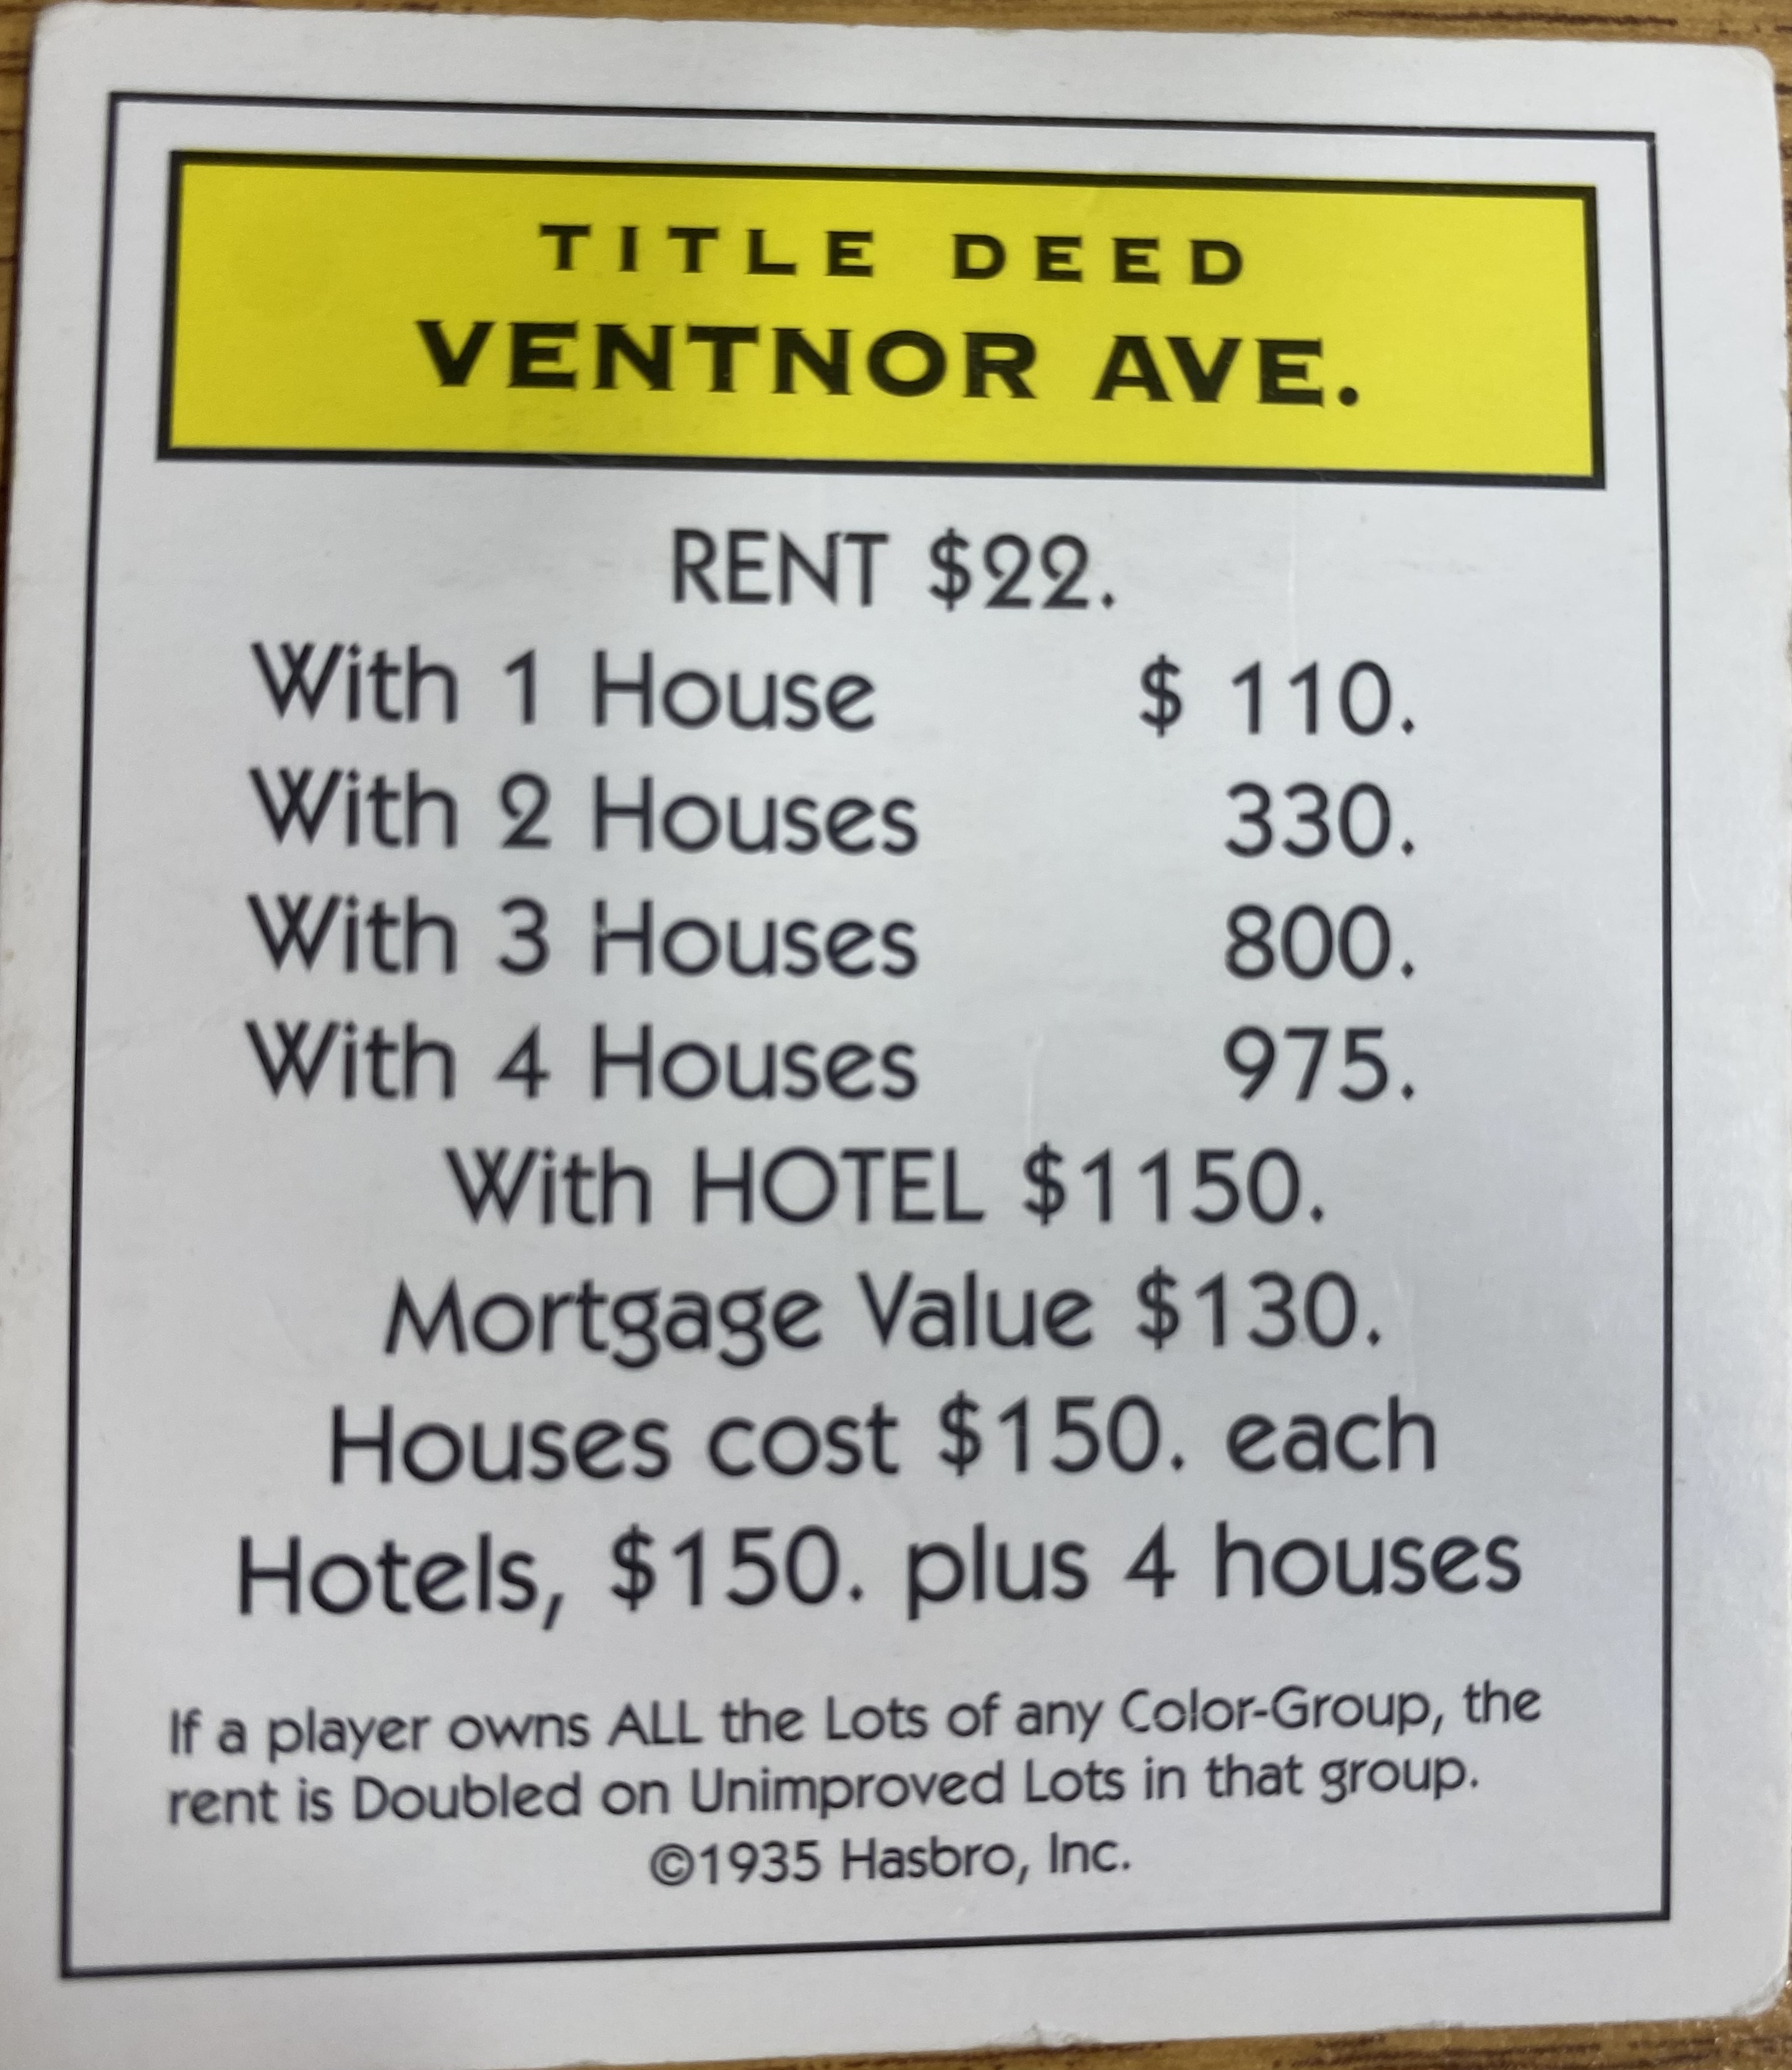 TITLE DEED
VENTNOR AVE.
RENT $22.
With 1 House $ 110.
With 2 Houses 330.
With 3 Houses 800.
With 4 Houses 975.
With HOTEL $1150.
Mortgage Value $130.
Houses cost $150. each
Hotels, $150. plus 4 houses
If a player owns ALL the Lots of any Color-Group, the
rent is Doubled on Unimproved Lots in that group.
©1935 Hasbro, Inc.